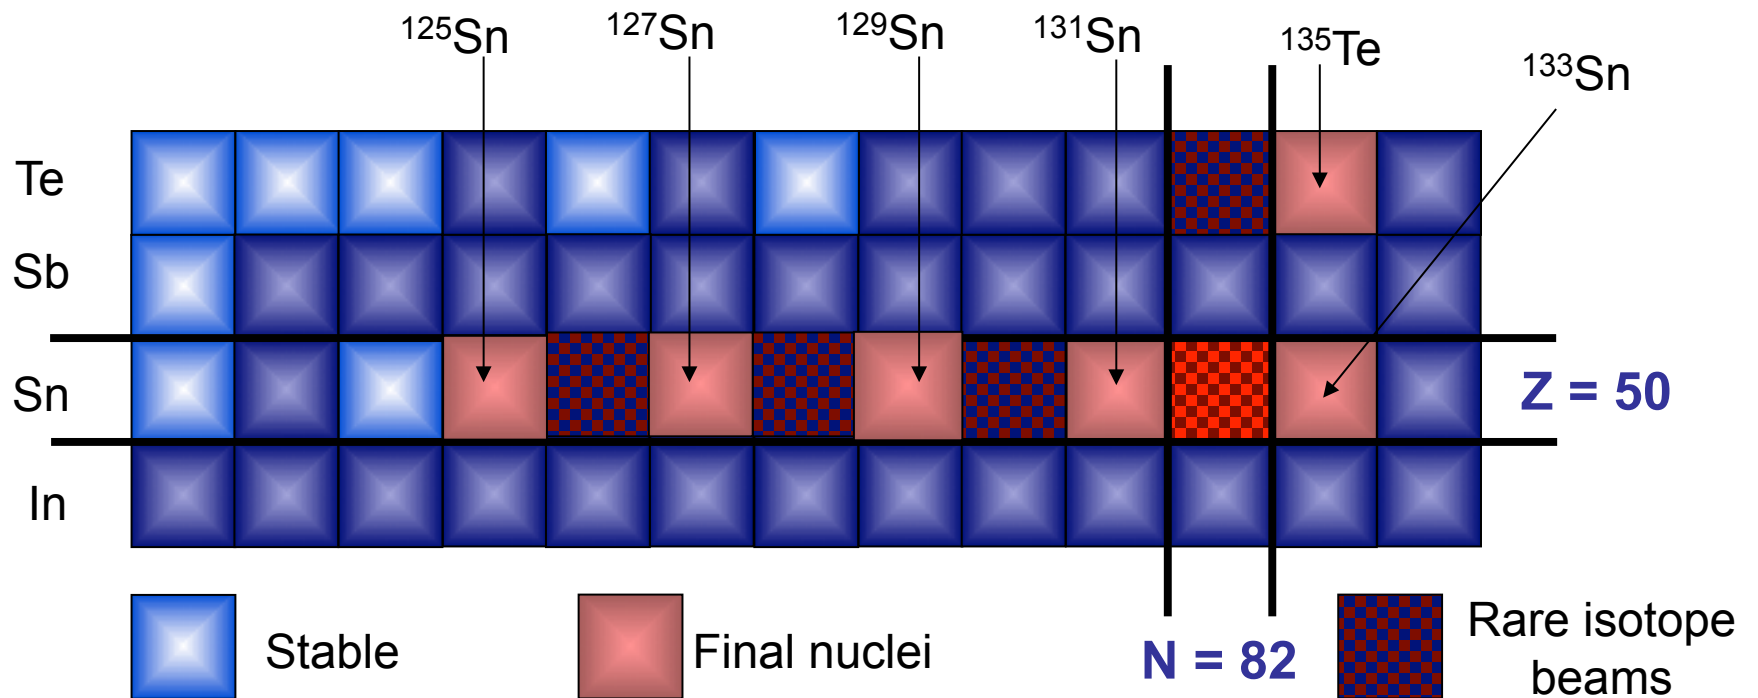 ¹²⁵Sn
¹²⁷Sn
¹²⁹Sn
¹³¹Sn
¹³⁵Te
¹³³Sn
Te
Sb
Sn
In
Z = 50
N = 82
Stable
Final nuclei
Rare isotope
beams